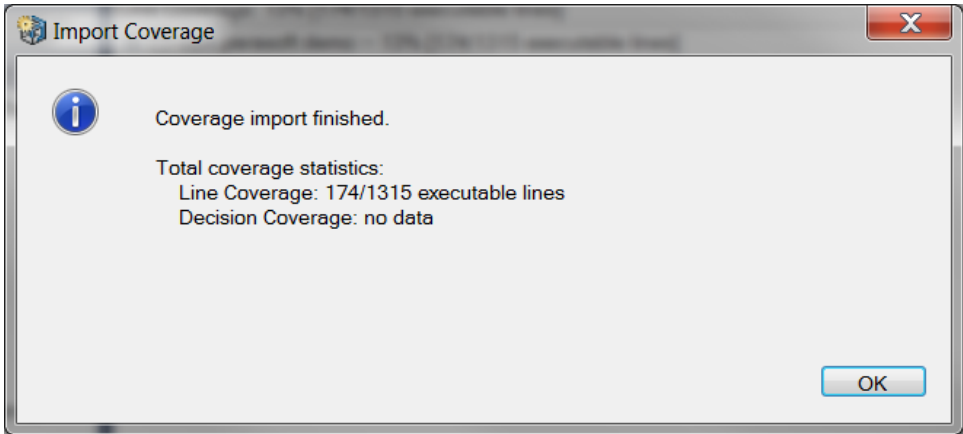 Import Coverage
Coverage import finished.
Total coverage statistics:
Line Coverage: 174/1315 executable lines
Decision Coverage: no data
OK